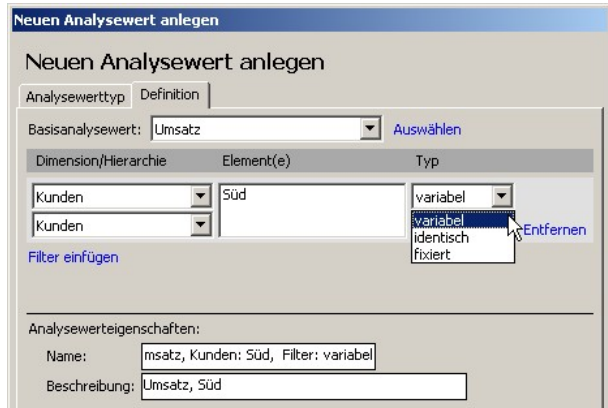 Neuen Analysewert anlegen
Neuen Analysewert anlegen
Analysewerttyp Definition
Basisanalysewert: Umsatz Auswählen
Dimension/Hierarchie Element(e) Typ
Kunden Süd variabel
Kunden variabel
identisch Entfernen
fixiert
Filter einfügen
Analysewerteigenschaften:
Name: msatz, Kunden: Süd, Filter: variabel
Beschreibung: Umsatz, Süd